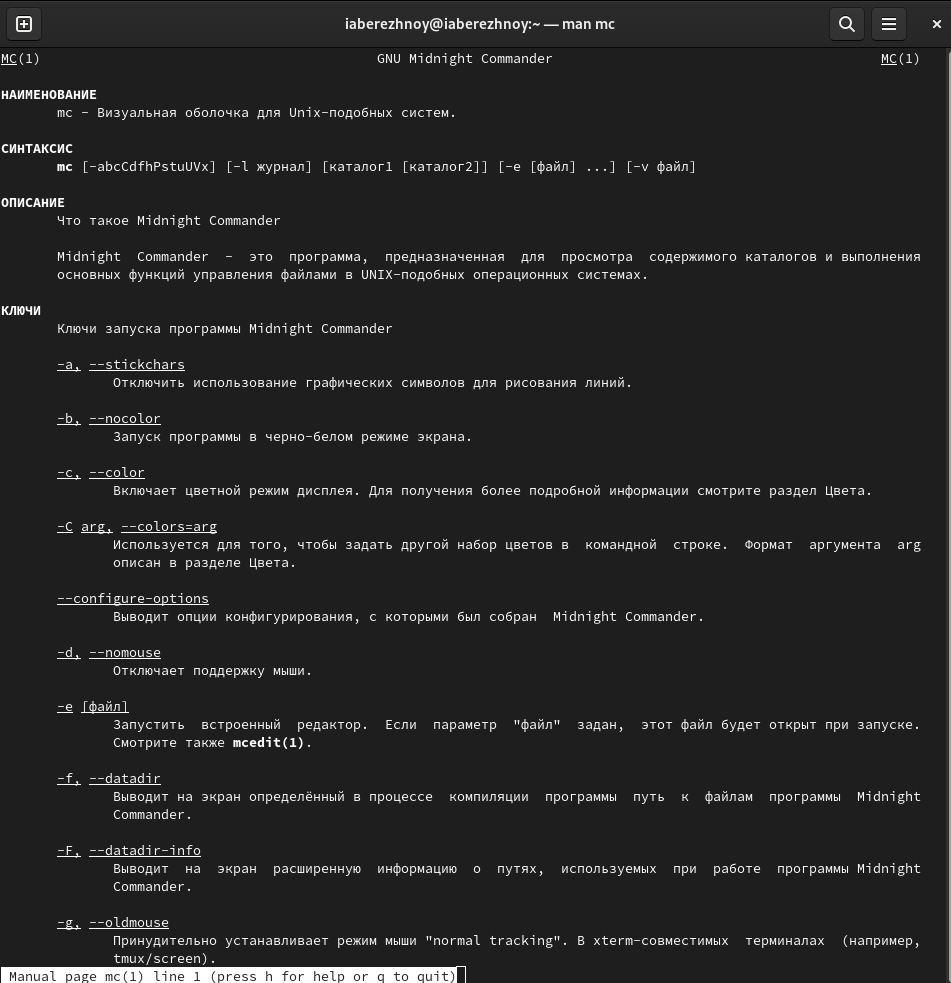 iaberezhnoy@iaberezhnoy:~ — man mc
MC(1) GNU Midnight Commander MC(1)
НАИМЕНОВАНИЕ
mc - Визуальная оболочка для Unix-подобных систем.
СИНТАКСИС
mc [-abcCdfhPstuUVx] [-l журнал] [каталог1 [каталог2]] [-e [файл] ...] [-v файл]
ОПИСАНИЕ
Что такое Midnight Commander
Midnight Commander - это программа, предназначенная для просмотра содержимого каталогов и выполнения
основных функций управления файлами в UNIX-подобных операционных системах.
КЛЮЧИ
Ключи запуска программы Midnight Commander
-a, --stickchars
Отключить использование графических символов для рисования линий.
-b, --nocolor
Запуск программы в черно-белом режиме экрана.
-c, --color
Включает цветной режим дисплея. Для получения более подробной информации смотрите раздел Цвета.
-C arg, --colors=arg
Используется для того, чтобы задать другой набор цветов в командной строке. Формат аргумента arg
описан в разделе Цвета.
--configure-options
Выводит опции конфигурирования, с которыми был собран Midnight Commander.
-d, --nomouse
Отключает поддержку мыши.
-e [файл]
Запустить встроенный редактор. Если параметр "файл" задан, этот файл будет открыт при запуске.
Смотрите также mcedit(1).
-f, --datadir
Выводит на экран определённый в процессе компиляции программы путь к файлам программы Midnight
Commander.
-F, --datadir-info
Выводит на экран расширенную информацию о путях, используемых при работе программы Midnight
Commander.
-g, --oldmouse
Принудительно устанавливает режим мыши "normal tracking". В xterm-совместимых терминалах (например,
tmux/screen).
Manual page mc(1) line 1 (press h for help or q to quit)